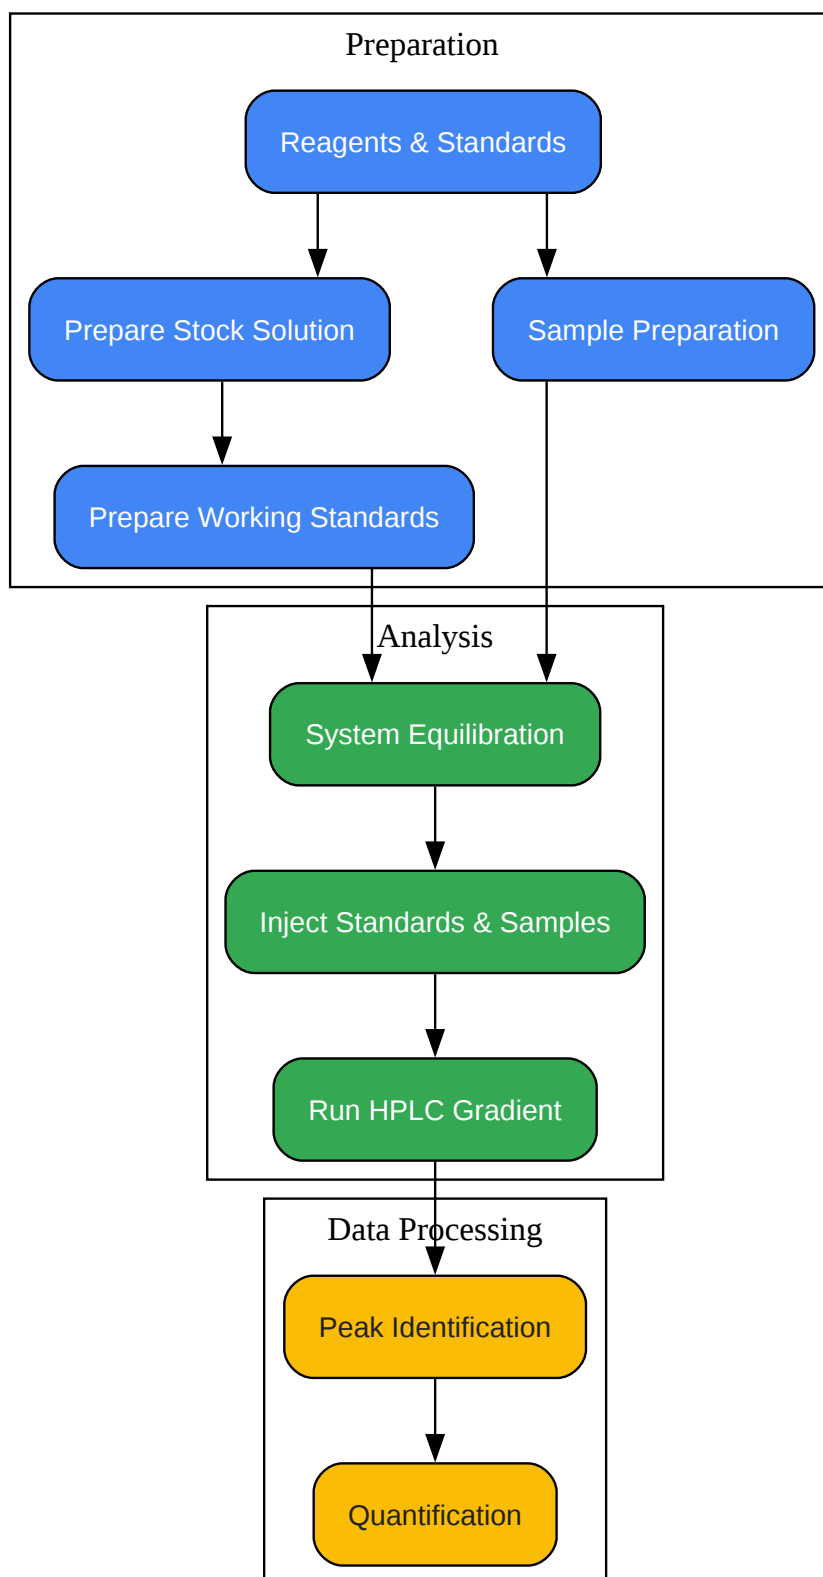 Preparation
Reagents & Standards
Prepare Stock Solution
Sample Preparation
Prepare Working Standards
Analysis
System Equilibration
Inject Standards & Samples
Run HPLC Gradient
Data Processing
Peak Identification
Quantification